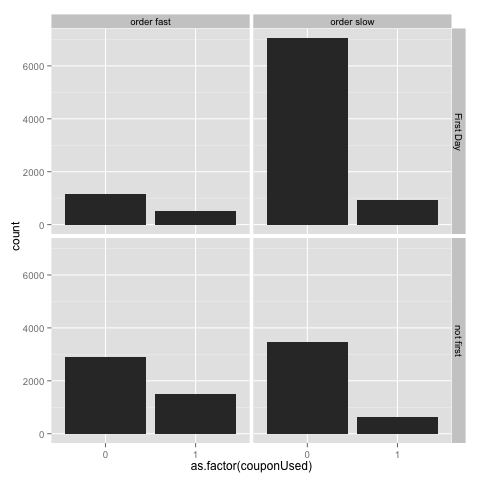 order fast
order slow
6000
4000
2000
0
First Day
count
6000
4000
2000
0
not first
0
1
0
1
as.factor(couponUsed)